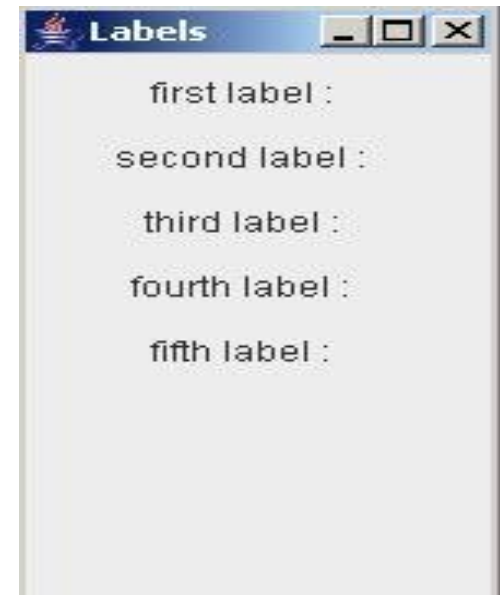 Labels
first label :
second label :
third label :
fourth label :
fifth label :